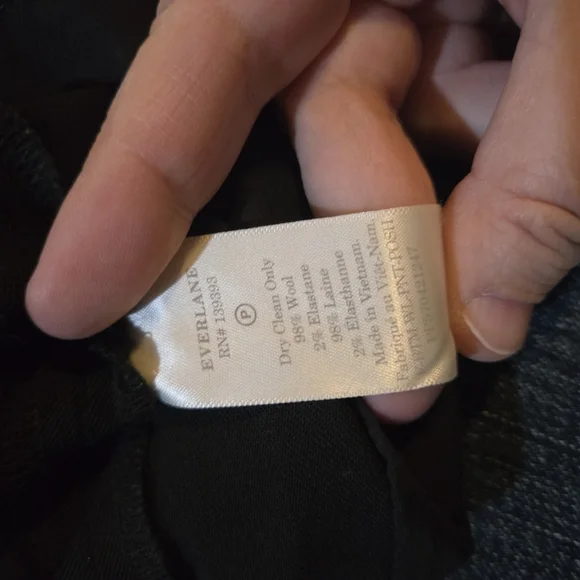 EVERLANE
RN# 139393
P
Dry Clean Only
98% Wool
2% Elastane
98% Laine
2% Elasthanne
Made in Vietnam.
Fabriqué au Việt-Nam